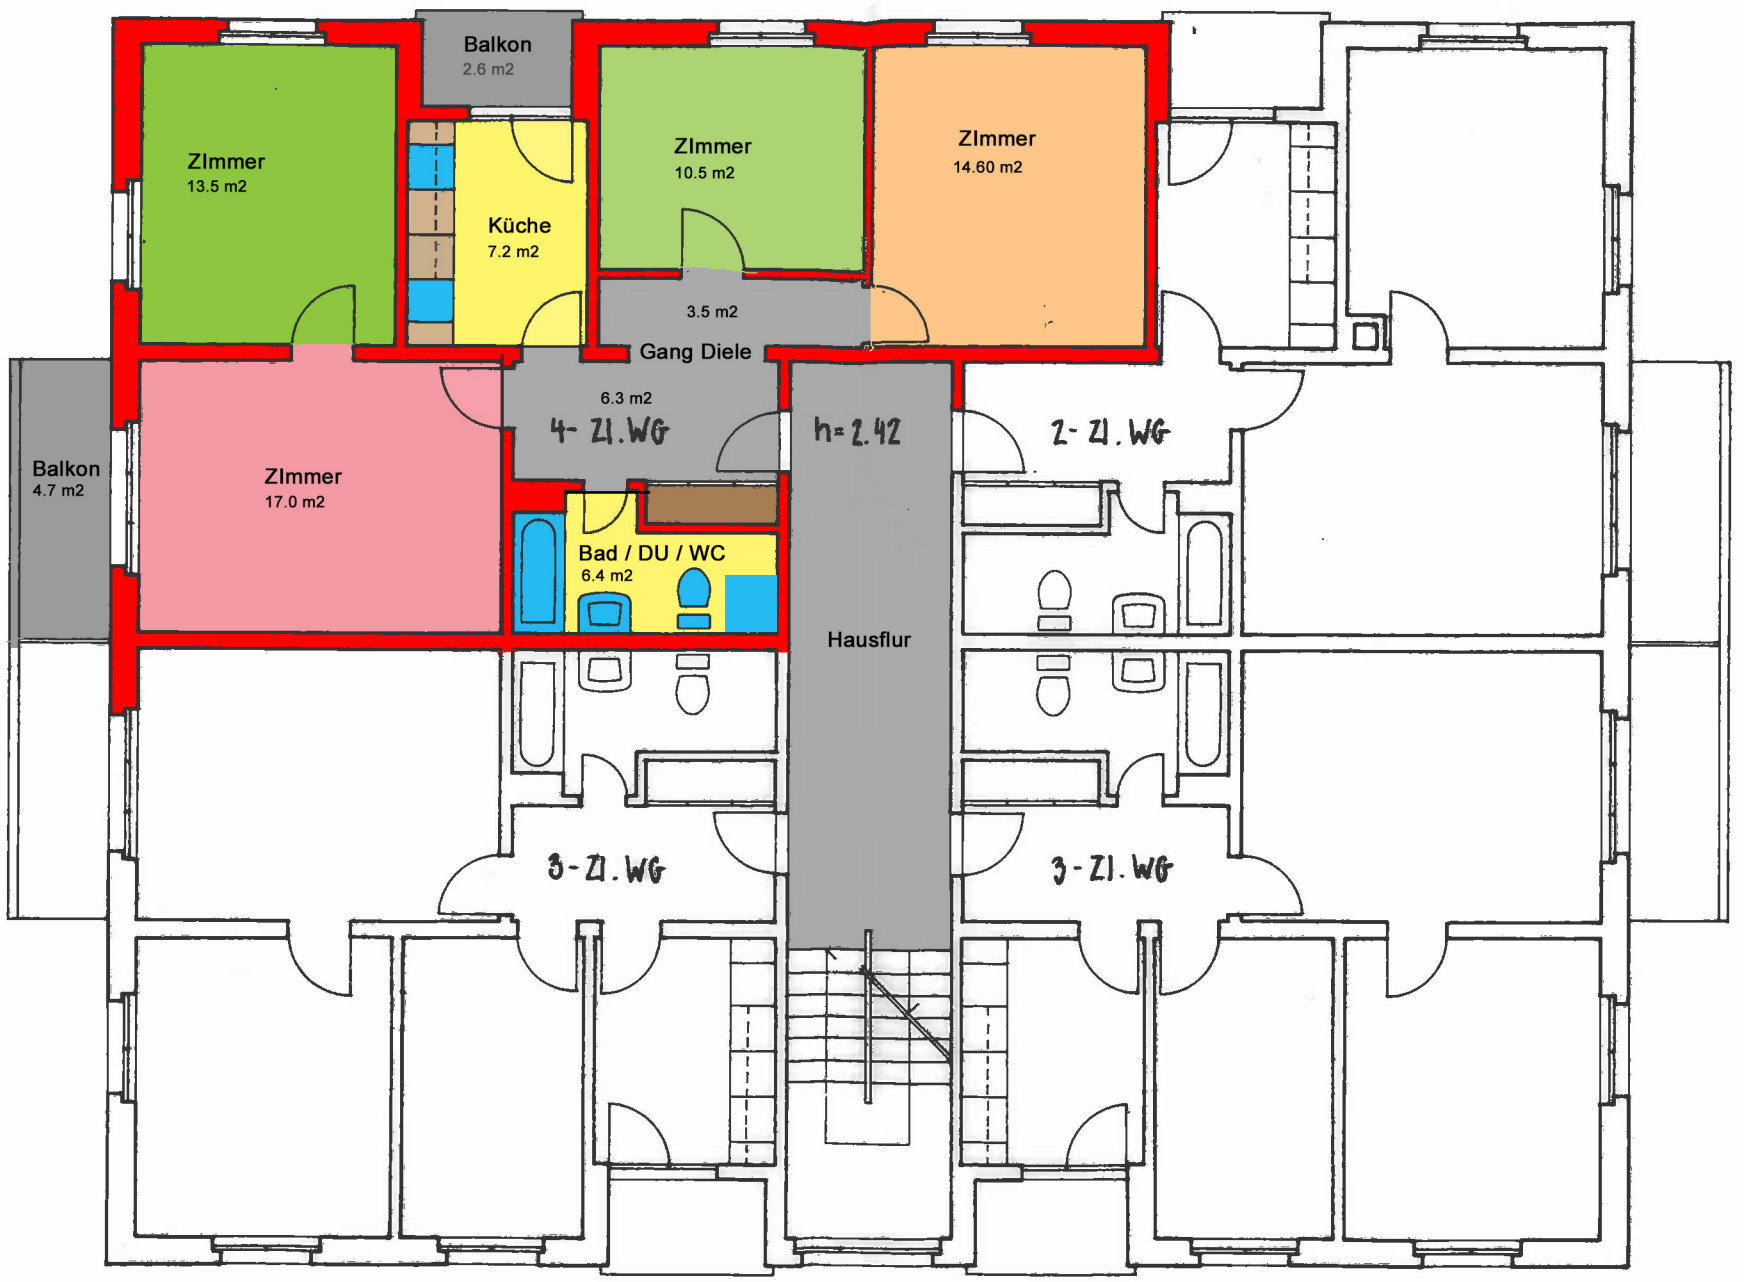 Balkon
2.6 m2
ZImmer
13.5 m2
Küche
7.2 m2
ZImmer
10.5 m2
ZImmer
14.60 m2
3.5 m2
Gang Diele
6.3 m2
4- ZI. WG
h=2.42
2- ZI. WG
Balkon
4.7 m2
ZImmer
17.0 m2
Bad / DU / WC
6.4 m2
Hausflur
3-ZI. WG
3-ZI. WG